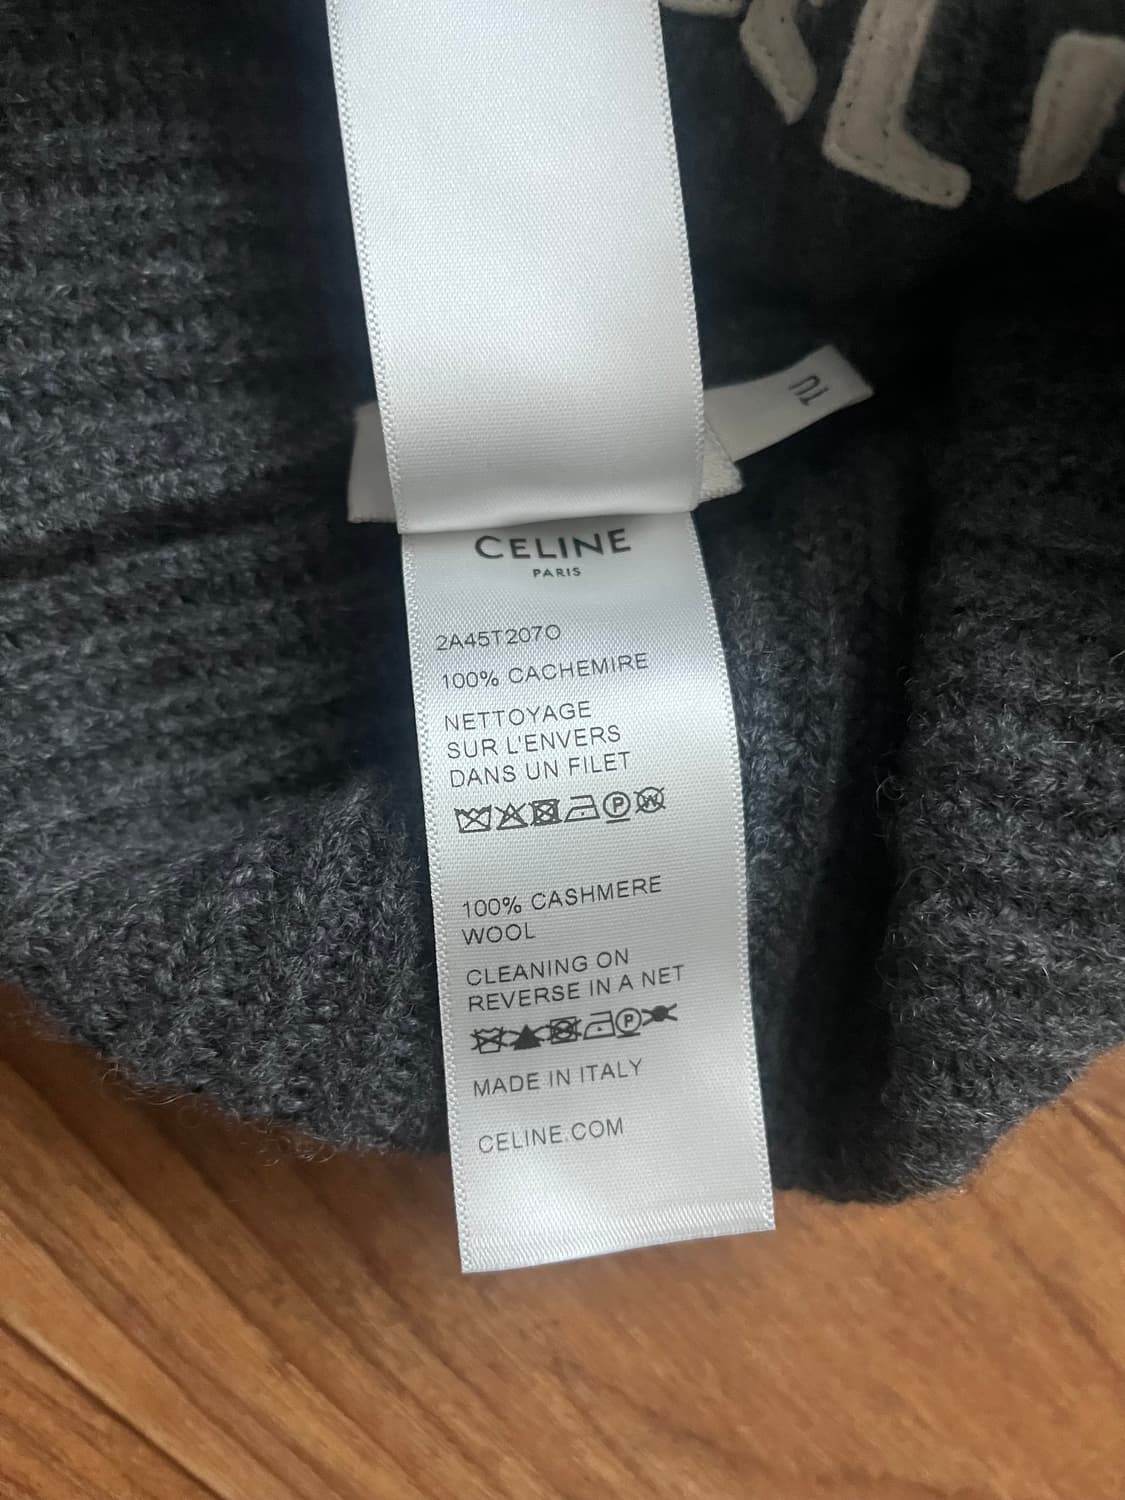 TU
CELINE
PARIS
2A45T207O
100% CACHEMIRE
NETTOYAGE
SUR L'ENVERS
DANS UN FILET
P W
100% CASHMERE
WOOL
CLEANING ON
REVERSE IN A NET
P
MADE IN ITALY
CELINE.COM